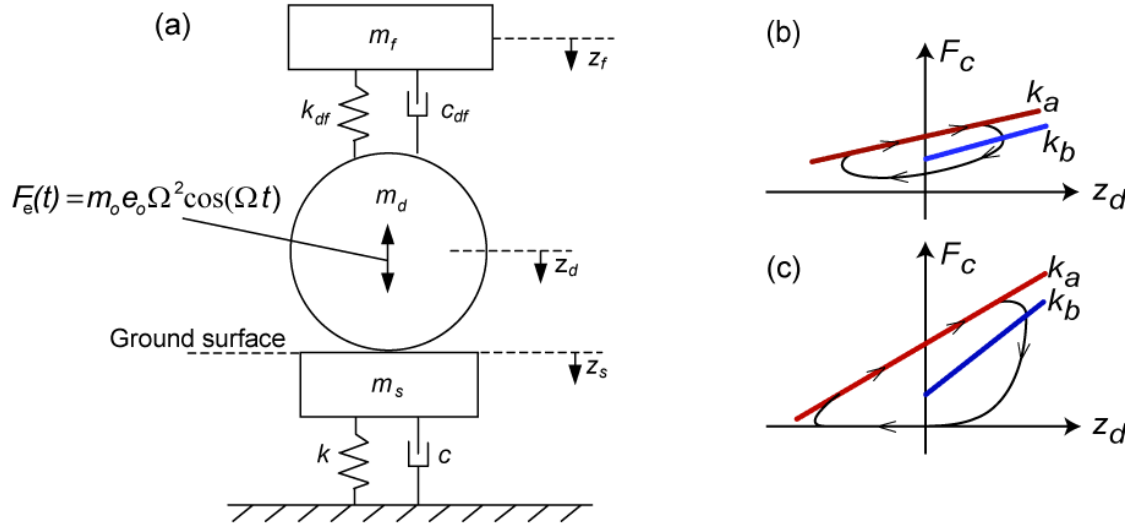 (a)
m_f
z_f
k_df
c_df
F_e(t) = m_o e_o Ω² cos(Ω t)
m_d
z_d
Ground surface
z_s
m_s
k
c
(b)
F_c
k_a
k_b
z_d
(c)
F_c
k_a
k_b
z_d